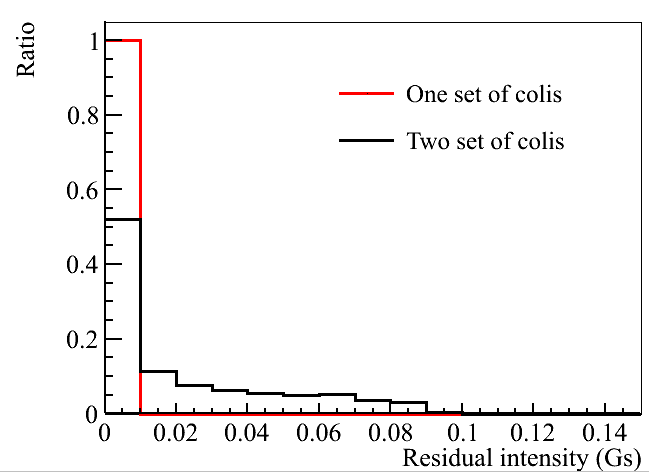 Ratio
1
0.8
0.6
0.4
0.2
0
One set of colis
Two set of colis
0 0.02 0.04 0.06 0.08 0.1 0.12 0.14
Residual intensity (Gs)